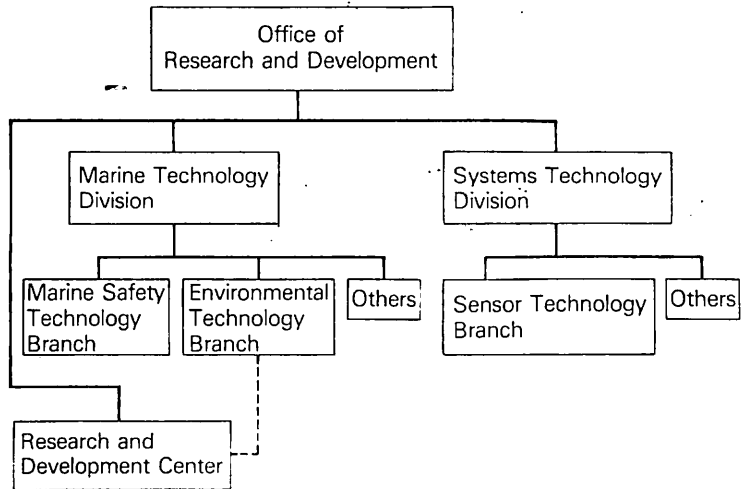 Office of
Research and Development
Marine Technology
Division
Systems Technology
Division
Marine Safety
Technology
Branch
Environmental
Technology
Branch
Others
Sensor Technology
Branch
Others
Research and
Development Center